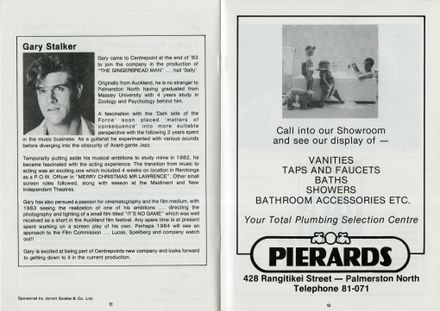 Gary Stalker
Gary came to Centrepoint at the end of '83
to join the company in the production of
"THE GINGERBREAD MAN" .... hail 'Salty'.
Originally from Auckland, he is no stranger to
Palmerston North having graduated from
Massey University with 4 years study in
Zoology and Psychology behind him.
A fascination with the 'Dark side of the
Force' soon placed 'matters of
consequence' into more suitable
perspective with the following 2 years spent
in the music business. As a guitarist he experimented with various sounds
before diverging into the obscurity of Avant-garde Jazz.
Temporarily putting aside his musical ambitions to study mime in 1982, he
became fascinated with the acting experience. The transition from music to
acting was an exciting one which included 4 weeks on location in Rarotonga
as a P.O.W. Officer in "MERRY CHRISTMAS MR LAWRENCE". Other small
screen roles followed, along with season at the Maidment and New
Independent Theatres.
Gary has also persued a passion for cinematography and the film medium, with
1983 seeing the realization of one of his ambitions .... directing the
photography and lighting of a small film titled "IT'S NO GAME" which was well
received as a short in the Auckland film festival. Any spare time is at present
spent working on a screen play of his own. Perhaps 1984 will see an
approach to the Film Commission .... Lucas, Speilberg and company watch
out!!
Gary is excited at being part of Centrepoints new company and looks forward
to getting down to it in the current production.
Sponsored by Jarvis Sandes & Co. Ltd.
Call into our Showroom
and see our display of —
VANITIES
TAPS AND FAUCETS
BATHS
SHOWERS
BATHROOM ACCESSORIES ETC.
Your Total Plumbing Selection Centre
PIERARDS
428 Rangitikei Street — Palmerston North
Telephone 81-071